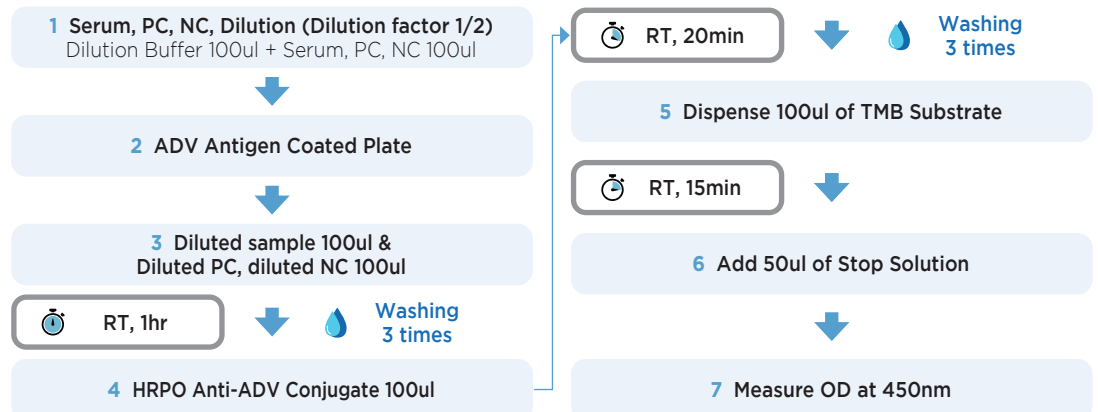 1 Serum, PC, NC, Dilution (Dilution factor 1/2)
Dilution Buffer 100ul + Serum, PC, NC 100ul
2 ADV Antigen Coated Plate
3 Diluted sample 100ul &
Diluted PC, diluted NC 100ul
RT, 1hr
Washing
3 times
4 HRPO Anti-ADV Conjugate 100ul
RT, 20min
Washing
3 times
5 Dispense 100ul of TMB Substrate
RT, 15min
6 Add 50ul of Stop Solution
7 Measure OD at 450nm